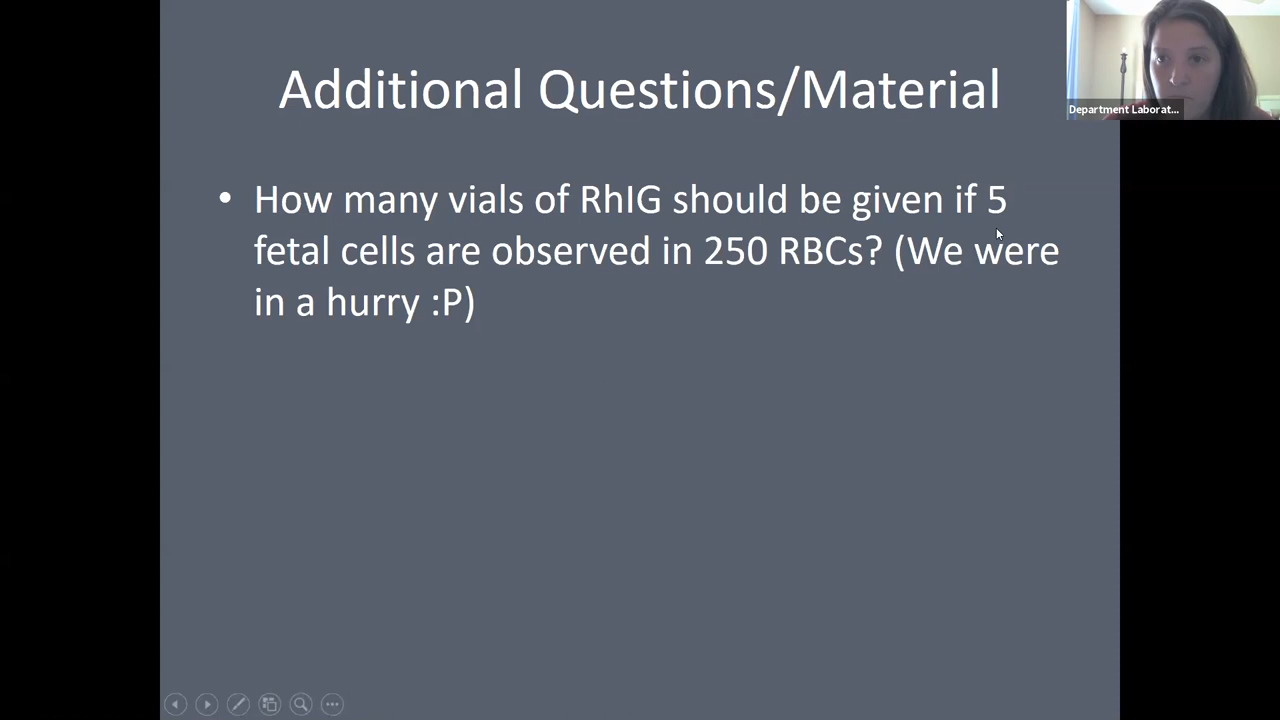 Additional Questions/Material
Department Laborat...
• How many vials of RhIG should be given if 5
fetal cells are observed in 250 RBCs? (We were
in a hurry :P)